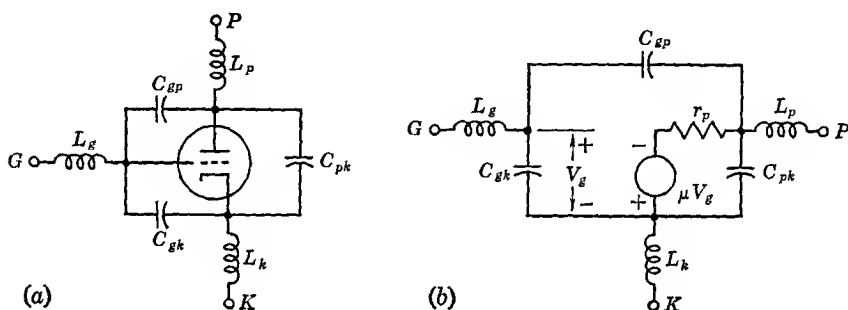 P
L_p
C_gp
L_g
G
C_pk
C_gk
L_k
K
(a)
C_gp
L_g
r_p
L_p
G
P
+
-
C_gk
V_g
C_pk
-
+
μV_g
L_k
K
(b)